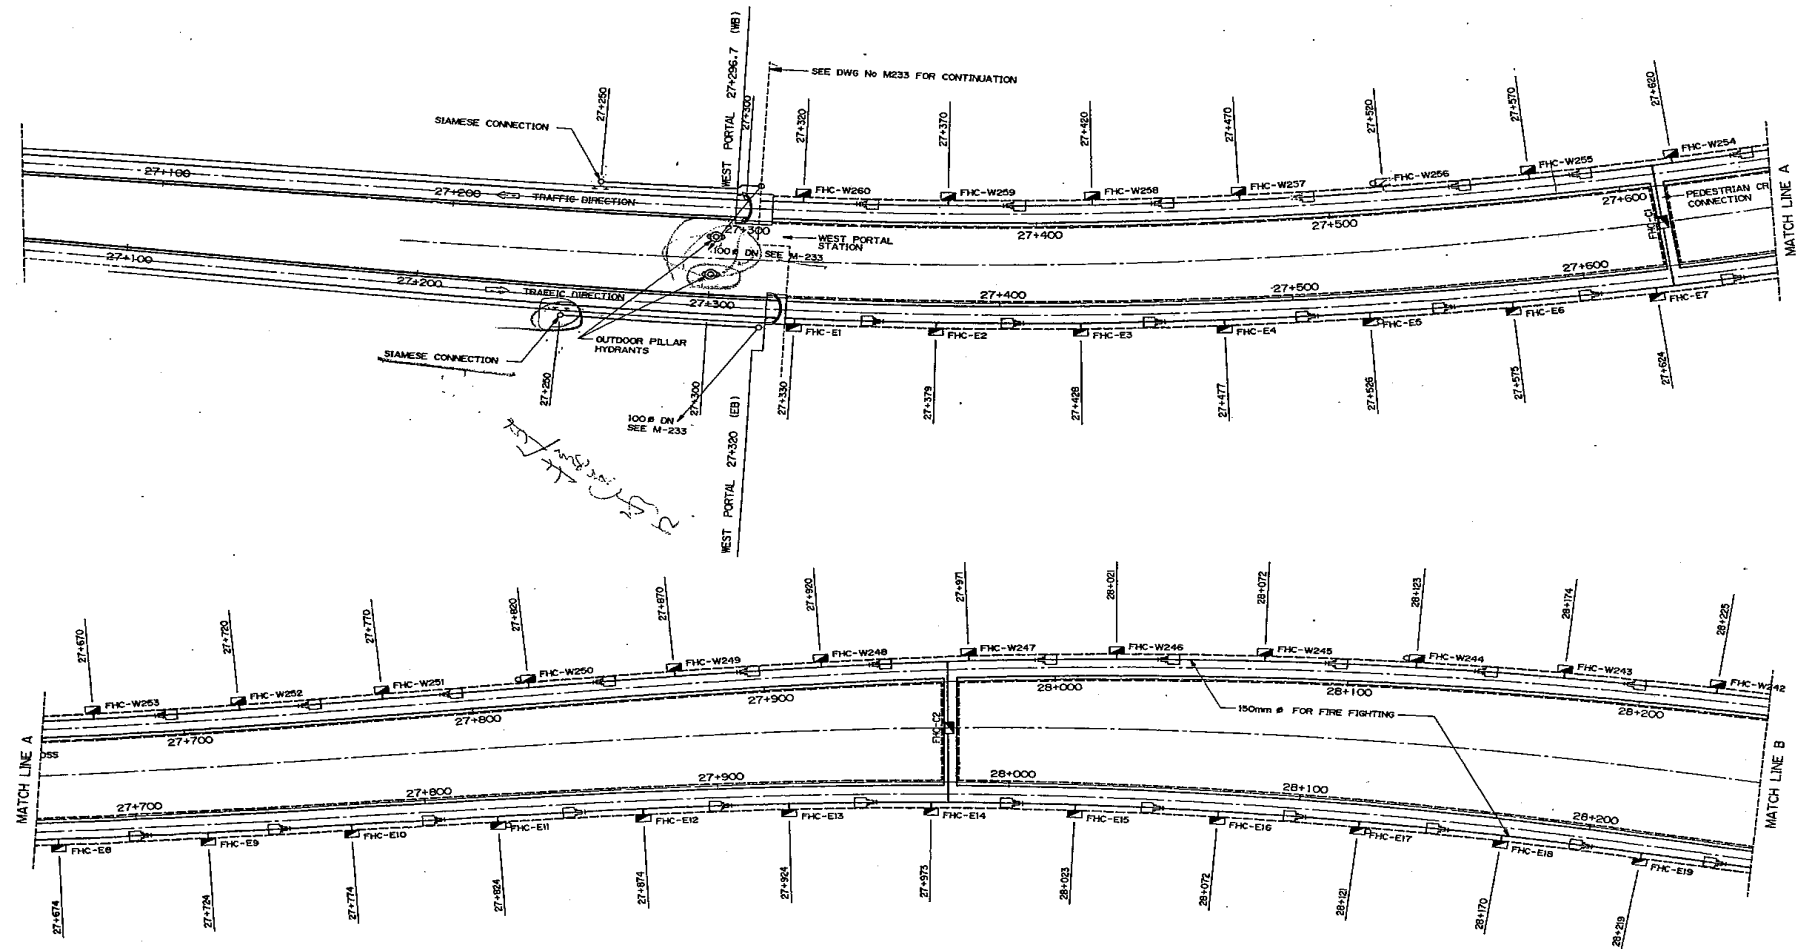 WEST PORTAL 27+296.7 (WB)
SEE DWG No M233 FOR CONTINUATION
27+250
27+300
27+320
27+370
27+420
27+470
27+520
27+570
27+620
SIAMESE CONNECTION
27+100
27+200
TRAFFIC DIRECTION
FHC-W260
FHC-W259
FHC-W258
FHC-W257
FHC-W256
FHC-W255
FHC-W254
27+300
27+400
27+500
27+600
FHC-C1
PEDESTRIAN CR
CONNECTION
MATCH LINE A
WEST PORTAL
STATION
100ø DN SEE M-233
27+100
27+200
TRAFFIC DIRECTION
27+300
27+400
27+500
27+600
FHC-E1
FHC-E2
FHC-E3
FHC-E4
FHC-E5
FHC-E6
FHC-E7
OUTDOOR PILLAR
HYDRANTS
SIAMESE CONNECTION
27+250
27+300
27+330
27+379
27+428
27+477
27+526
27+575
27+624
100ø DN
SEE M-233
WEST PORTAL 27+320 (EB)
27+670
27+720
27+770
27+820
27+870
27+920
27+971
28+021
28+072
28+123
28+174
28+225
FHC-W253
FHC-W252
FHC-W251
FHC-W250
FHC-W249
FHC-W248
FHC-W247
FHC-W246
FHC-W245
FHC-W244
FHC-W243
FHC-W242
27+700
27+800
27+900
28+000
28+100
28+200
MATCH LINE A
OSS
FHC-C2
150mm ø FOR FIRE FIGHTING
MATCH LINE B
27+700
27+800
27+900
28+000
28+100
28+200
FHC-E8
FHC-E9
FHC-E10
FHC-E11
FHC-E12
FHC-E13
FHC-E14
FHC-E15
FHC-E16
FHC-E17
FHC-E18
FHC-E19
27+674
27+724
27+774
27+824
27+874
27+924
27+973
28+023
28+072
28+121
28+170
28+219